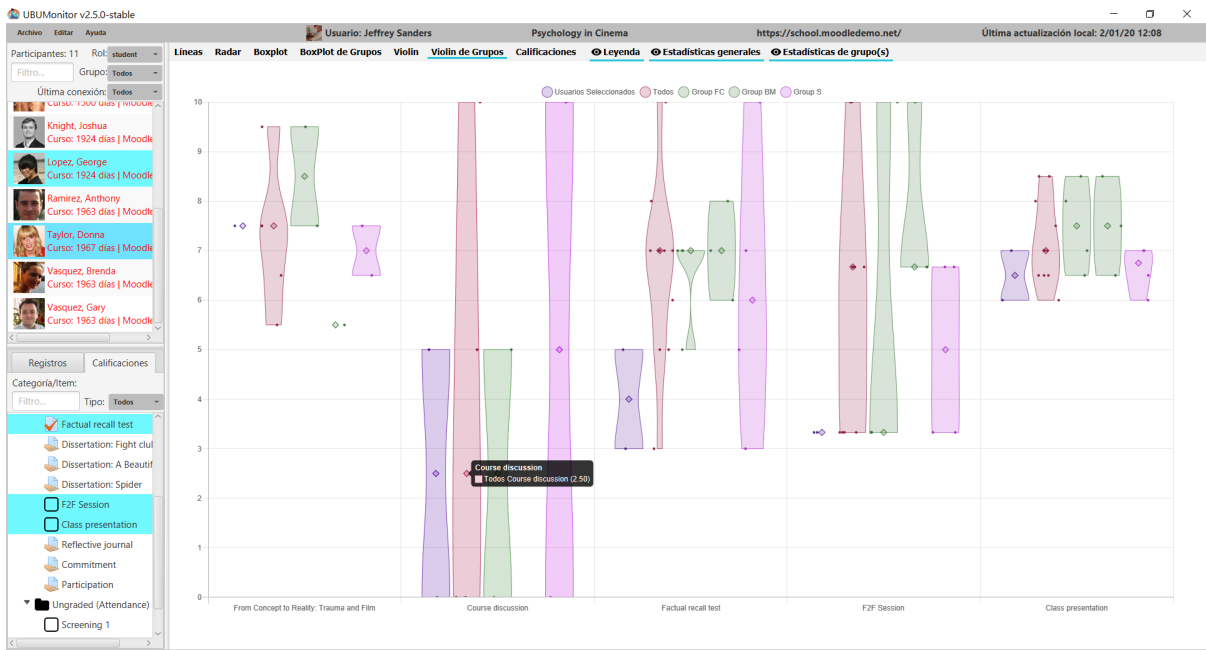 UBUMonitor v2.5.0-stable
Archivo Editar Ayuda
Usuario: Jeffrey Sanders
Psychology in Cinema
https://school.moodledemo.net/
Última actualización local: 2/01/20 12:08
Participantes: 11 Rol: student
Filtro... Grupo: Todos
Última conexión: Todos
Curso: 1500 días | Moodle
Knight, Joshua
Curso: 1924 días | Moodle
Lopez, George
Curso: 1924 días | Moodle
Ramirez, Anthony
Curso: 1963 días | Moodle
Taylor, Donna
Curso: 1967 días | Moodle
Vasquez, Brenda
Curso: 1963 días | Moodle
Vasquez, Gary
Curso: 1963 días | Moodle
Registros Calificaciones
Categoría/Item:
Filtro... Tipo: Todos
Factual recall test
Dissertation: Fight clul
Dissertation: A Beautif
Dissertation: Spider
F2F Session
Class presentation
Reflective journal
Commitment
Participation
Ungraded (Attendance)
Screening 1
Líneas Radar Boxplot BoxPlot de Grupos Violin Violin de Grupos Calificaciones Leyenda Estadísticas generales Estadísticas de grupo(s)
Usuarios Seleccionados Todos Group FC Group BM Group S
10
9
8
7
6
5
4
3
2
1
0
Course discussion
Todos Course discussion (2.50)
From Concept to Reality: Trauma and Film
Course discussion
Factual recall test
F2F Session
Class presentation